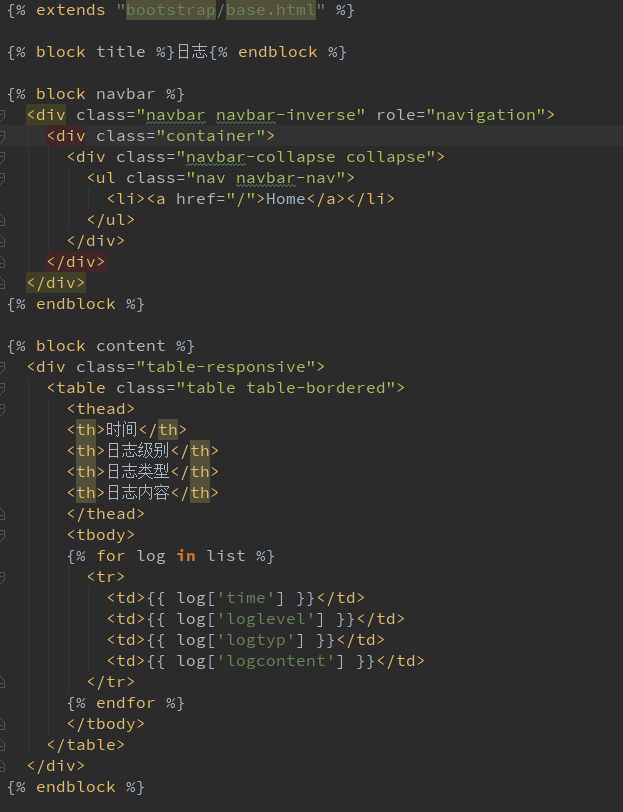 {% extends "bootstrap/base.html" %}
{% block title %}日志{% endblock %}
{% block navbar %}
<div class="navbar navbar-inverse" role="navigation">
<div class="container">
<div class="navbar-collapse collapse">
<ul class="nav navbar-nav">
<li><a href="/">Home</a></li>
</ul>
</div>
</div>
</div>
{% endblock %}
{% block content %}
<div class="table-responsive">
<table class="table table-bordered">
<thead>
<th>时间</th>
<th>日志级别</th>
<th>日志类型</th>
<th>日志内容</th>
</thead>
<tbody>
{% for log in list %}
<tr>
<td>{{ log['time'] }}</td>
<td>{{ log['loglevel'] }}</td>
<td>{{ log['logtyp'] }}</td>
<td>{{ log['logcontent'] }}</td>
</tr>
{% endfor %}
</tbody>
</table>
</div>
{% endblock %}